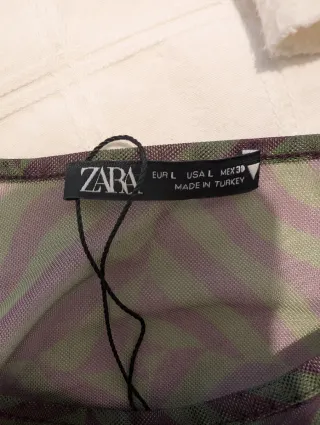 ZARA
EUR L USA L MEX 30
MADE IN TURKEY